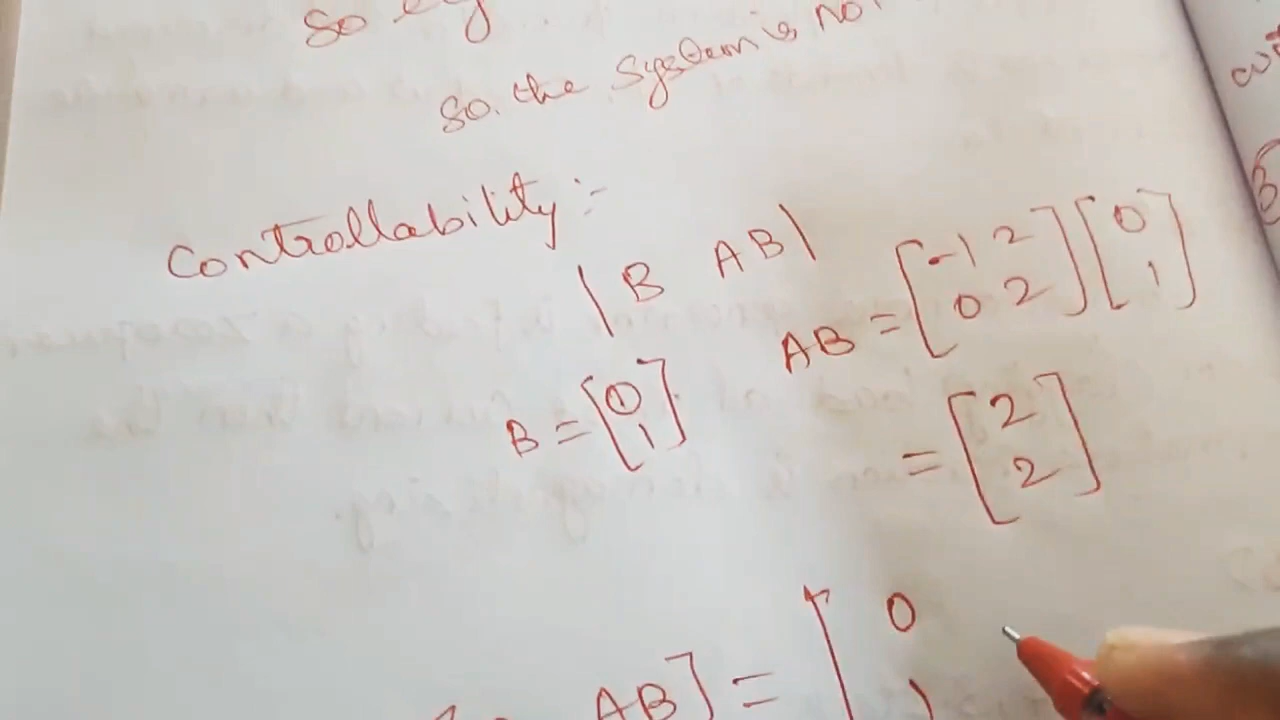 So
So. the System is no
Controllability :-
| B AB |
AB = [-1 2 0 2] [0 1]
B = [0 1]
= [2 2]
AB] = [0 1